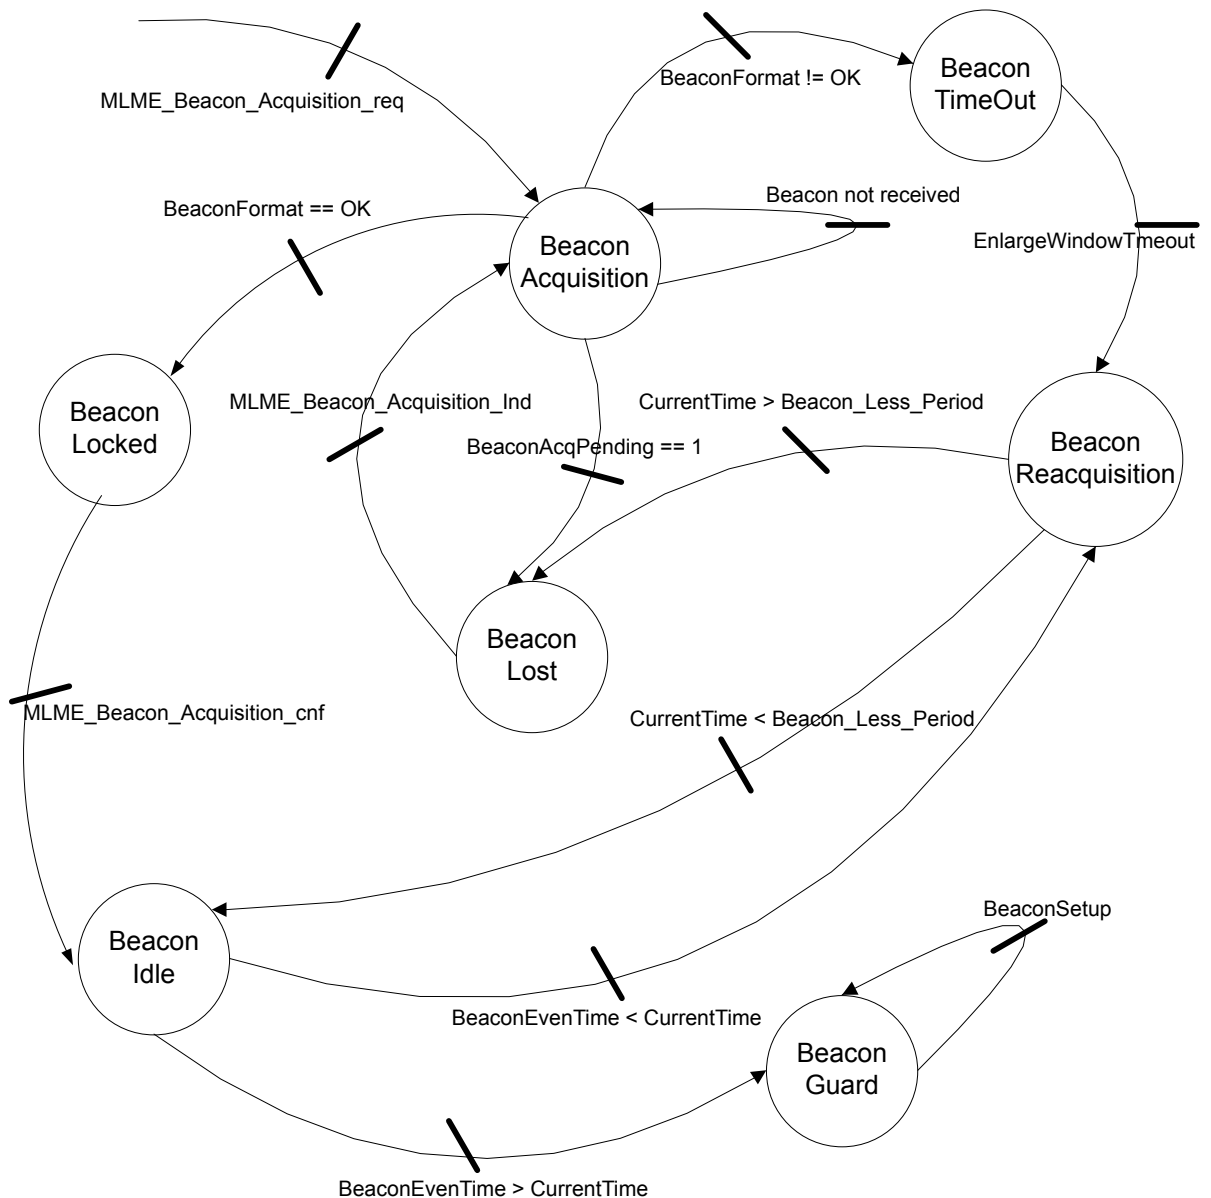 Beacon
TimeOut
BeaconFormat != OK
MLME_Beacon_Acquisition_req
Beacon not received
BeaconFormat == OK
EnlargeWindowTmeout
Beacon
Acquisition
MLME_Beacon_Acquisition_Ind
CurrentTime > Beacon_Less_Period
Beacon
Locked
BeaconAcqPending == 1
Beacon
Reacquisition
Beacon
Lost
MLME_Beacon_Acquisition_cnf
CurrentTime < Beacon_Less_Period
BeaconSetup
Beacon
Idle
BeaconEvenTime < CurrentTime
Beacon
Guard
BeaconEvenTime > CurrentTime